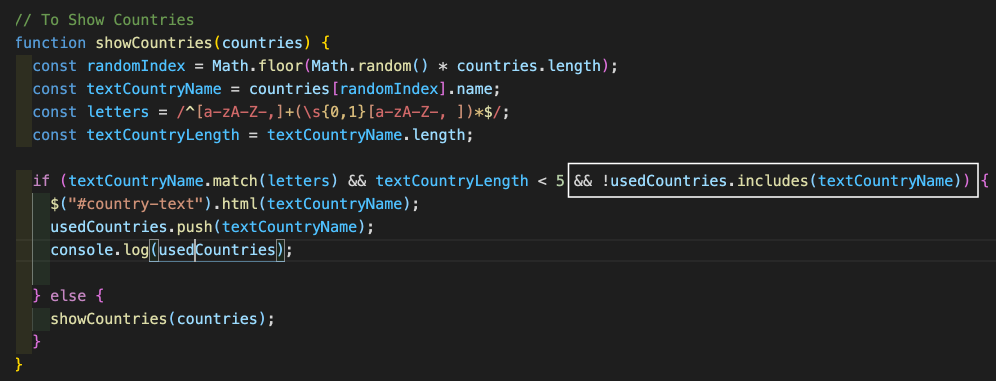 // To Show Countries
function showCountries(countries) {
const randomIndex = Math.floor(Math.random() * countries.length);
const textCountryName = countries[randomIndex].name;
const letters = /^[a-zA-Z-,]+(\s{0,1}[a-zA-Z-, ])*$/;
const textCountryLength = textCountryName.length;
if (textCountryName.match(letters) && textCountryLength < 5 && !usedCountries.includes(textCountryName)) {
$("#country-text").html(textCountryName);
usedCountries.push(textCountryName);
console.log(usedCountries);
} else {
showCountries(countries);
}
}